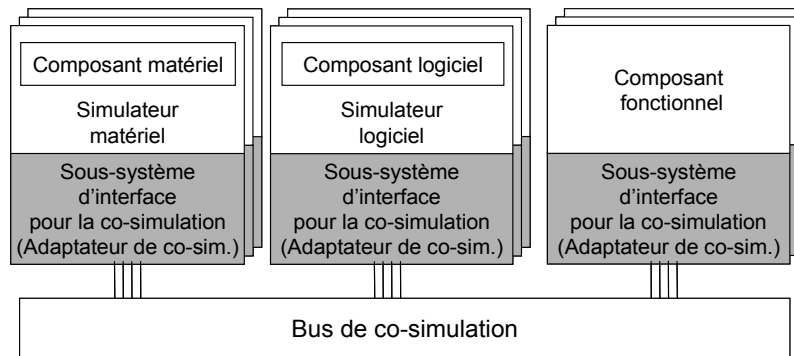 Composant matériel
Simulateur
matériel
Sous-système
d'interface
pour la co-simulation
(Adaptateur de co-sim.)
Composant logiciel
Simulateur
logiciel
Sous-système
d'interface
pour la co-simulation
(Adaptateur de co-sim.)
Composant
fonctionnel
Sous-système
d'interface
pour la co-simulation
(Adaptateur de co-sim.)
Bus de co-simulation